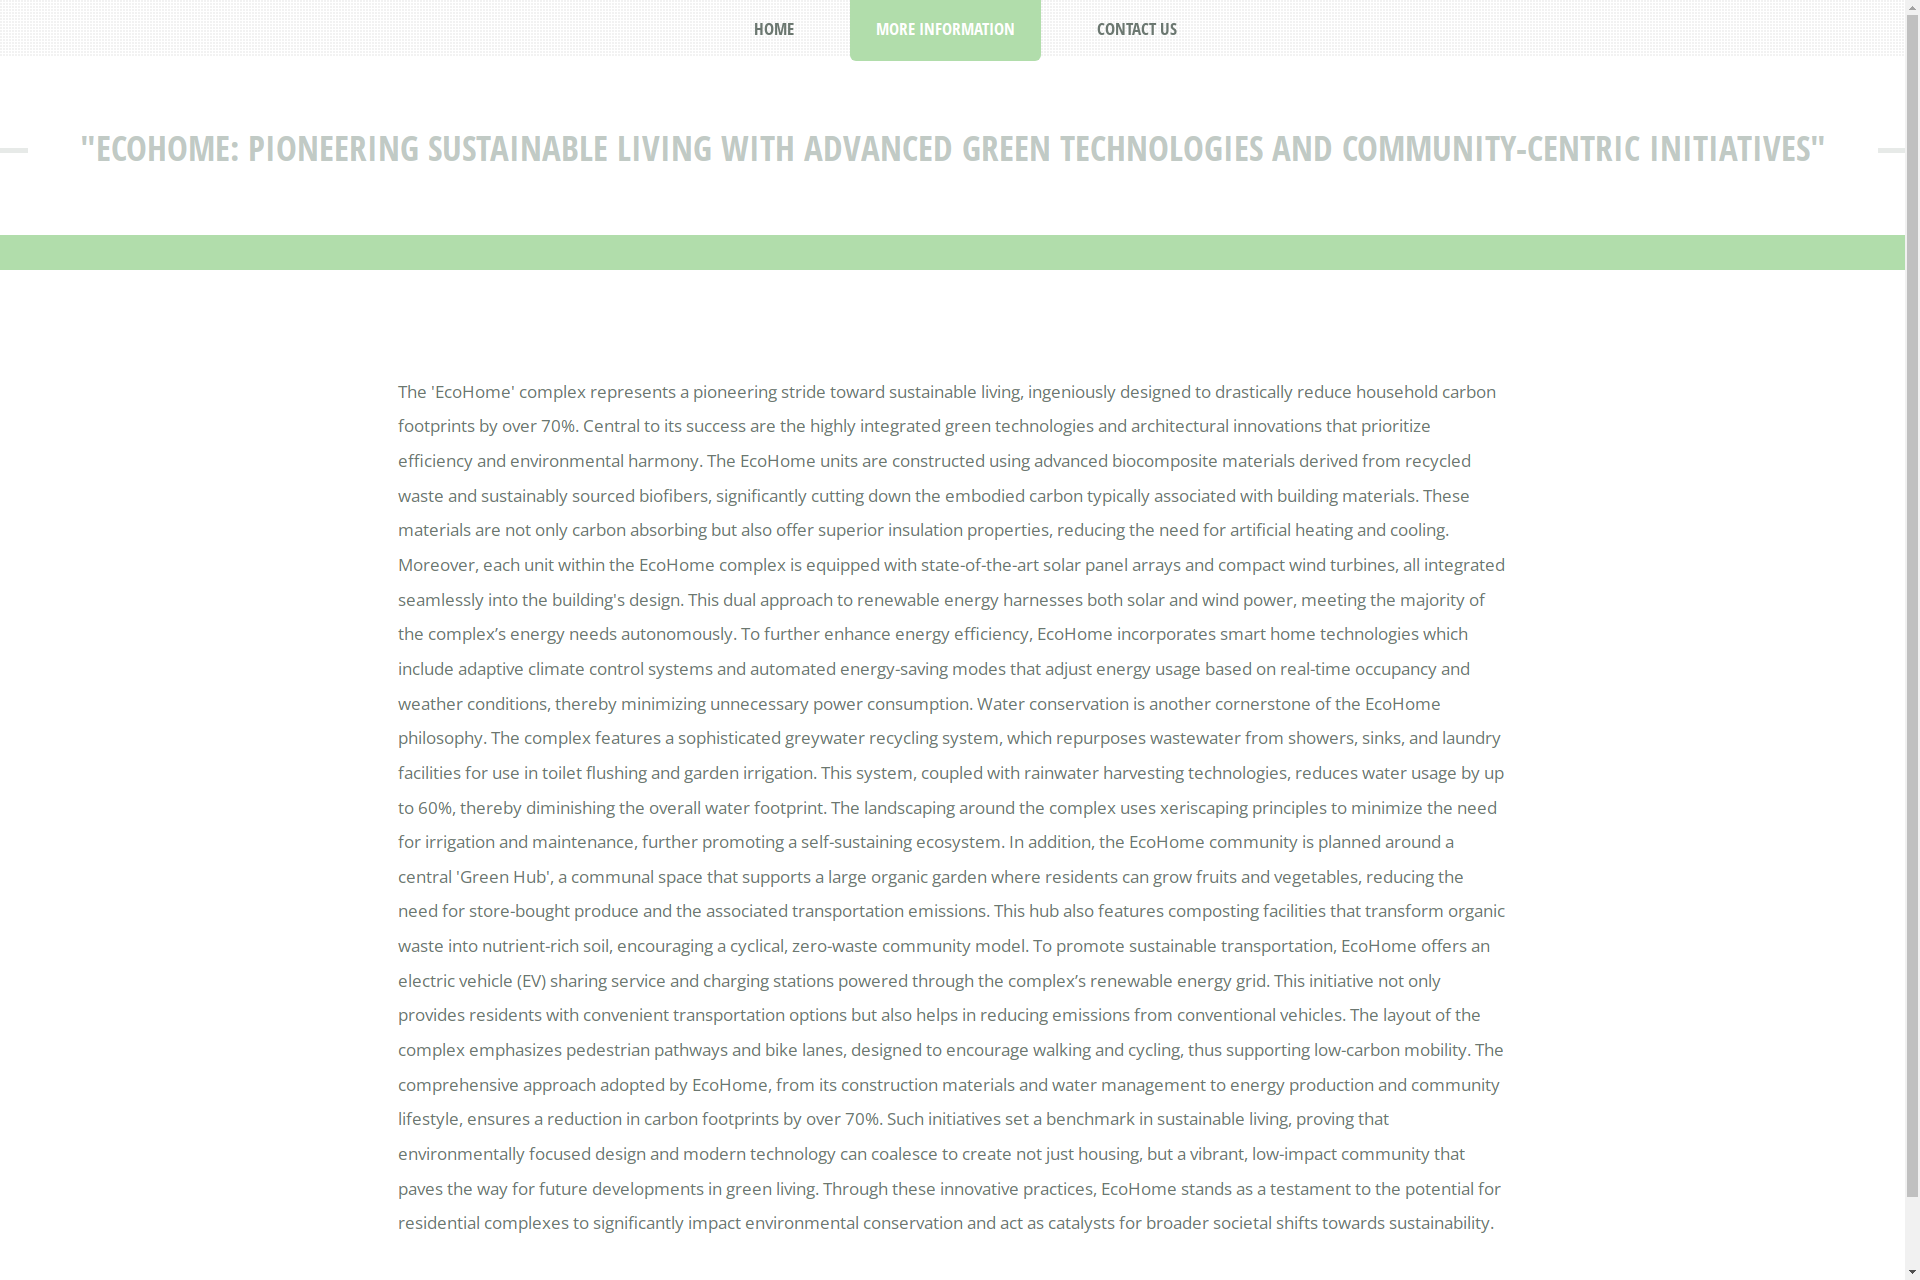 HOME
MORE INFORMATION
CONTACT US
"ECOHOME: PIONEERING SUSTAINABLE LIVING WITH ADVANCED GREEN TECHNOLOGIES AND COMMUNITY-CENTRIC INITIATIVES"
The 'EcoHome' complex represents a pioneering stride toward sustainable living, ingeniously designed to drastically reduce household carbon
footprints by over 70%. Central to its success are the highly integrated green technologies and architectural innovations that prioritize
efficiency and environmental harmony. The EcoHome units are constructed using advanced biocomposite materials derived from recycled
waste and sustainably sourced biofibers, significantly cutting down the embodied carbon typically associated with building materials. These
materials are not only carbon absorbing but also offer superior insulation properties, reducing the need for artificial heating and cooling.
Moreover, each unit within the EcoHome complex is equipped with state-of-the-art solar panel arrays and compact wind turbines, all integrated
seamlessly into the building's design. This dual approach to renewable energy harnesses both solar and wind power, meeting the majority of
the complex’s energy needs autonomously. To further enhance energy efficiency, EcoHome incorporates smart home technologies which
include adaptive climate control systems and automated energy-saving modes that adjust energy usage based on real-time occupancy and
weather conditions, thereby minimizing unnecessary power consumption. Water conservation is another cornerstone of the EcoHome
philosophy. The complex features a sophisticated greywater recycling system, which repurposes wastewater from showers, sinks, and laundry
facilities for use in toilet flushing and garden irrigation. This system, coupled with rainwater harvesting technologies, reduces water usage by up
to 60%, thereby diminishing the overall water footprint. The landscaping around the complex uses xeriscaping principles to minimize the need
for irrigation and maintenance, further promoting a self-sustaining ecosystem. In addition, the EcoHome community is planned around a
central 'Green Hub', a communal space that supports a large organic garden where residents can grow fruits and vegetables, reducing the
need for store-bought produce and the associated transportation emissions. This hub also features composting facilities that transform organic
waste into nutrient-rich soil, encouraging a cyclical, zero-waste community model. To promote sustainable transportation, EcoHome offers an
electric vehicle (EV) sharing service and charging stations powered through the complex’s renewable energy grid. This initiative not only
provides residents with convenient transportation options but also helps in reducing emissions from conventional vehicles. The layout of the
complex emphasizes pedestrian pathways and bike lanes, designed to encourage walking and cycling, thus supporting low-carbon mobility. The
comprehensive approach adopted by EcoHome, from its construction materials and water management to energy production and community
lifestyle, ensures a reduction in carbon footprints by over 70%. Such initiatives set a benchmark in sustainable living, proving that
environmentally focused design and modern technology can coalesce to create not just housing, but a vibrant, low-impact community that
paves the way for future developments in green living. Through these innovative practices, EcoHome stands as a testament to the potential for
residential complexes to significantly impact environmental conservation and act as catalysts for broader societal shifts towards sustainability.